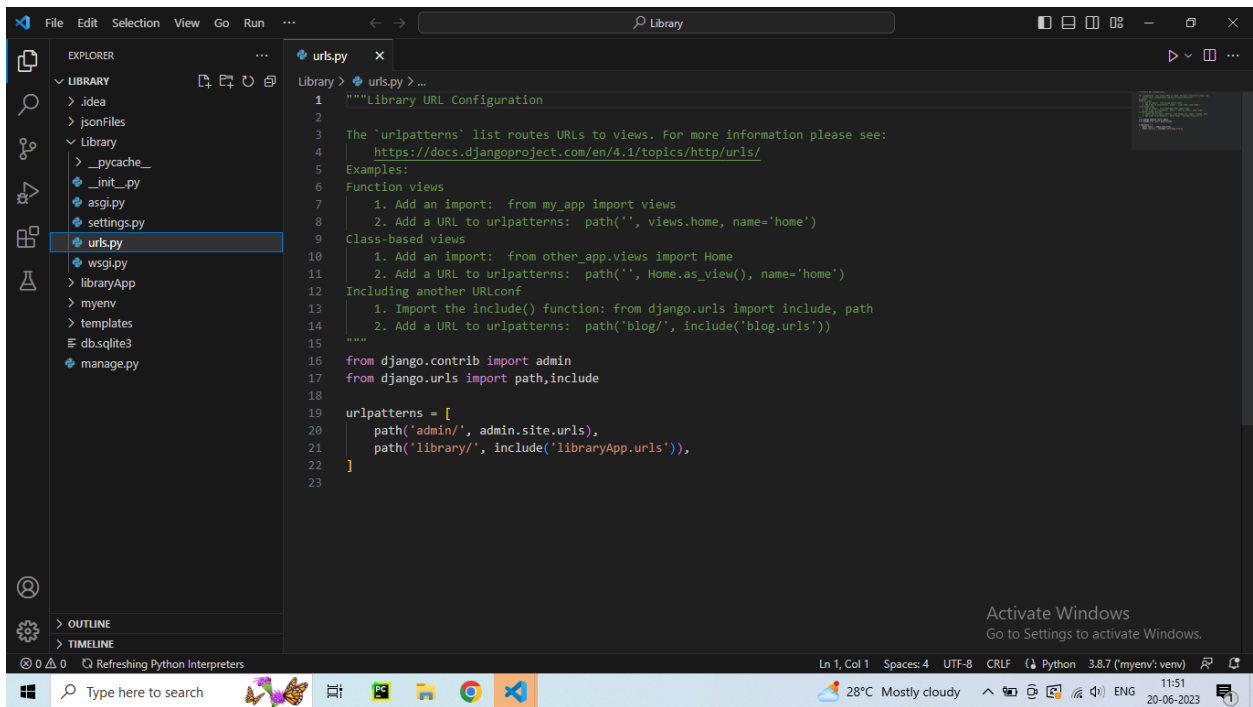 File Edit Selection View Go Run ...
Library
EXPLORER ...
LIBRARY
.idea
jsonFiles
Library
__pycache__
__init__.py
asgi.py
settings.py
urls.py
wsgi.py
libraryApp
myenv
templates
db.sqlite3
manage.py
OUTLINE
TIMELINE
urls.py
Library > urls.py > ...
1 """Library URL Configuration
2
3 The `urlpatterns` list routes URLs to views. For more information please see:
4     https://docs.djangoproject.com/en/4.1/topics/http/urls/
5 Examples:
6 Function views
7     1. Add an import:  from my_app import views
8     2. Add a URL to urlpatterns:  path('', views.home, name='home')
9 Class-based views
10     1. Add an import:  from other_app.views import Home
11     2. Add a URL to urlpatterns:  path('', Home.as_view(), name='home')
12 Including another URLconf
13     1. Import the include() function: from django.urls import include, path
14     2. Add a URL to urlpatterns:  path('blog/', include('blog.urls'))
15 """
16 from django.contrib import admin
17 from django.urls import path,include
18
19 urlpatterns = [
20     path('admin/', admin.site.urls),
21     path('library/', include('libraryApp.urls')),
22 ]
23
Activate Windows
Go to Settings to activate Windows.
0 0 Refreshing Python Interpreters Ln 1, Col 1 Spaces: 4 UTF-8 CRLF Python 3.8.7 ('myenv': venv)
Type here to search PC 28°C Mostly cloudy ENG 11:51
20-06-2023